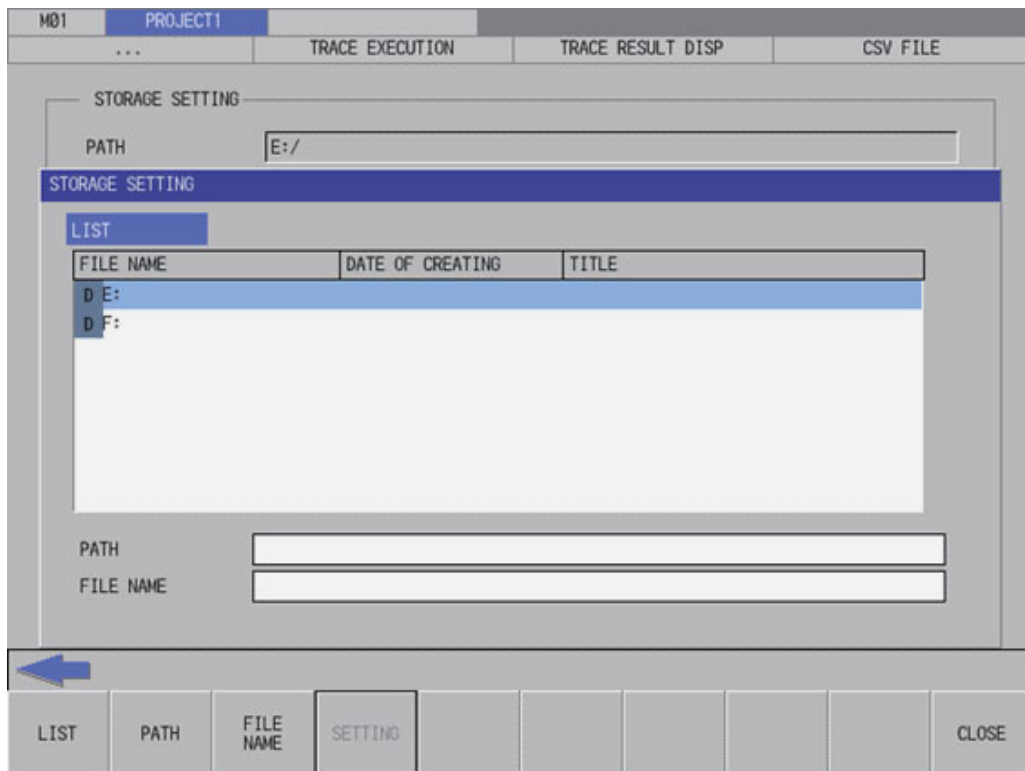 M01 PROJECT1
... TRACE EXECUTION TRACE RESULT DISP CSV FILE
STORAGE SETTING
PATH E:/
STORAGE SETTING
LIST
FILE NAME DATE OF CREATING TITLE
D E:
D F:
PATH
FILE NAME
LIST PATH FILE NAME SETTING CLOSE